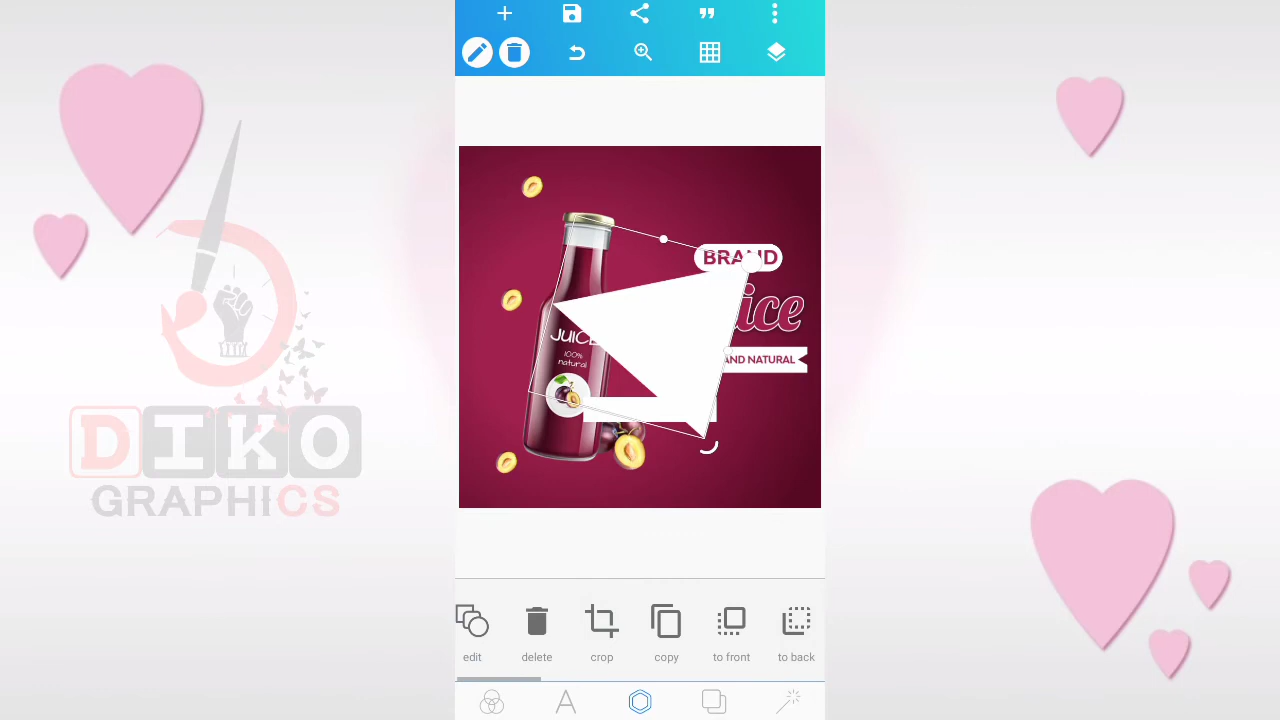 BRAND
ice
JUICE
100%
natural
AND NATURAL
DIKO
GRAPHICS
edit
delete
crop
copy
to front
to back